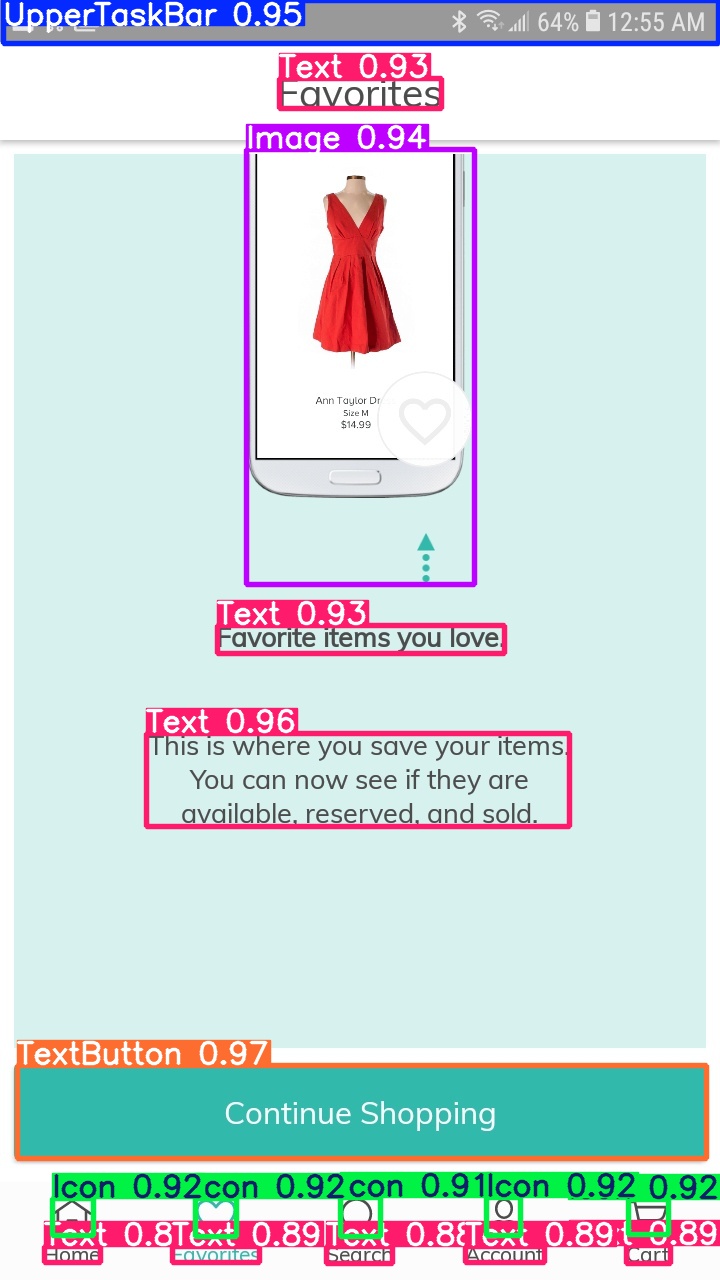 UpperTaskBar 0.95
64% 12:55 AM
Text 0.93
Favorites
Image 0.94
Ann Taylor
Size M
$14.99
Text 0.93
Favorite items you love.
Text 0.96
This is where you save your items.
You can now see if they are
available, reserved, and sold.
TextButton 0.97
Continue Shopping
Icon 0.92 con 0.92 con 0.91 Icon 0.92 0.92
Text 0.8 Text 0.89 Text 0.88 Text 0.89 t 0.89
Home Favorites Search Account Cart